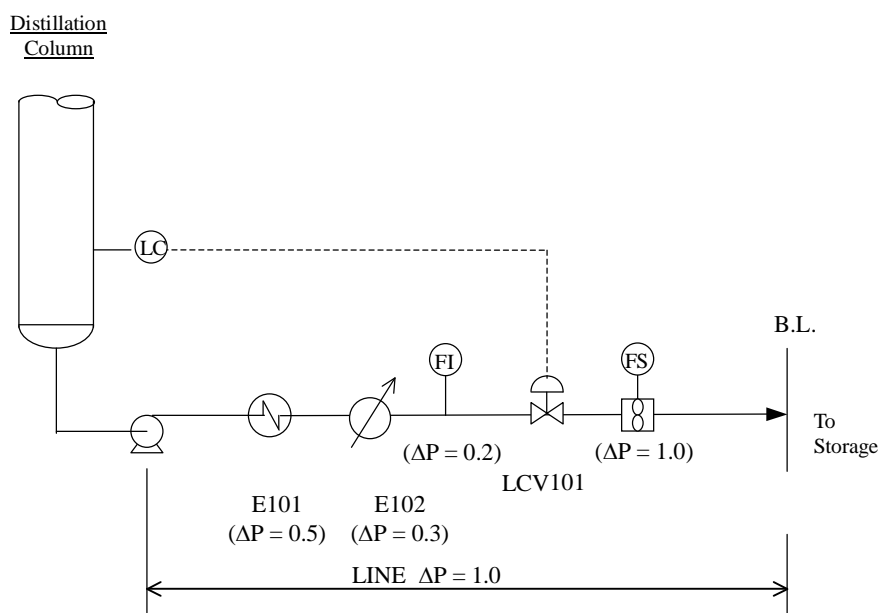 Distillation
Column
LC
B.L.
FI
FS
To
Storage
(ΔP = 0.2)
(ΔP = 1.0)
LCV101
E101
E102
(ΔP = 0.5)
(ΔP = 0.3)
LINE ΔP = 1.0